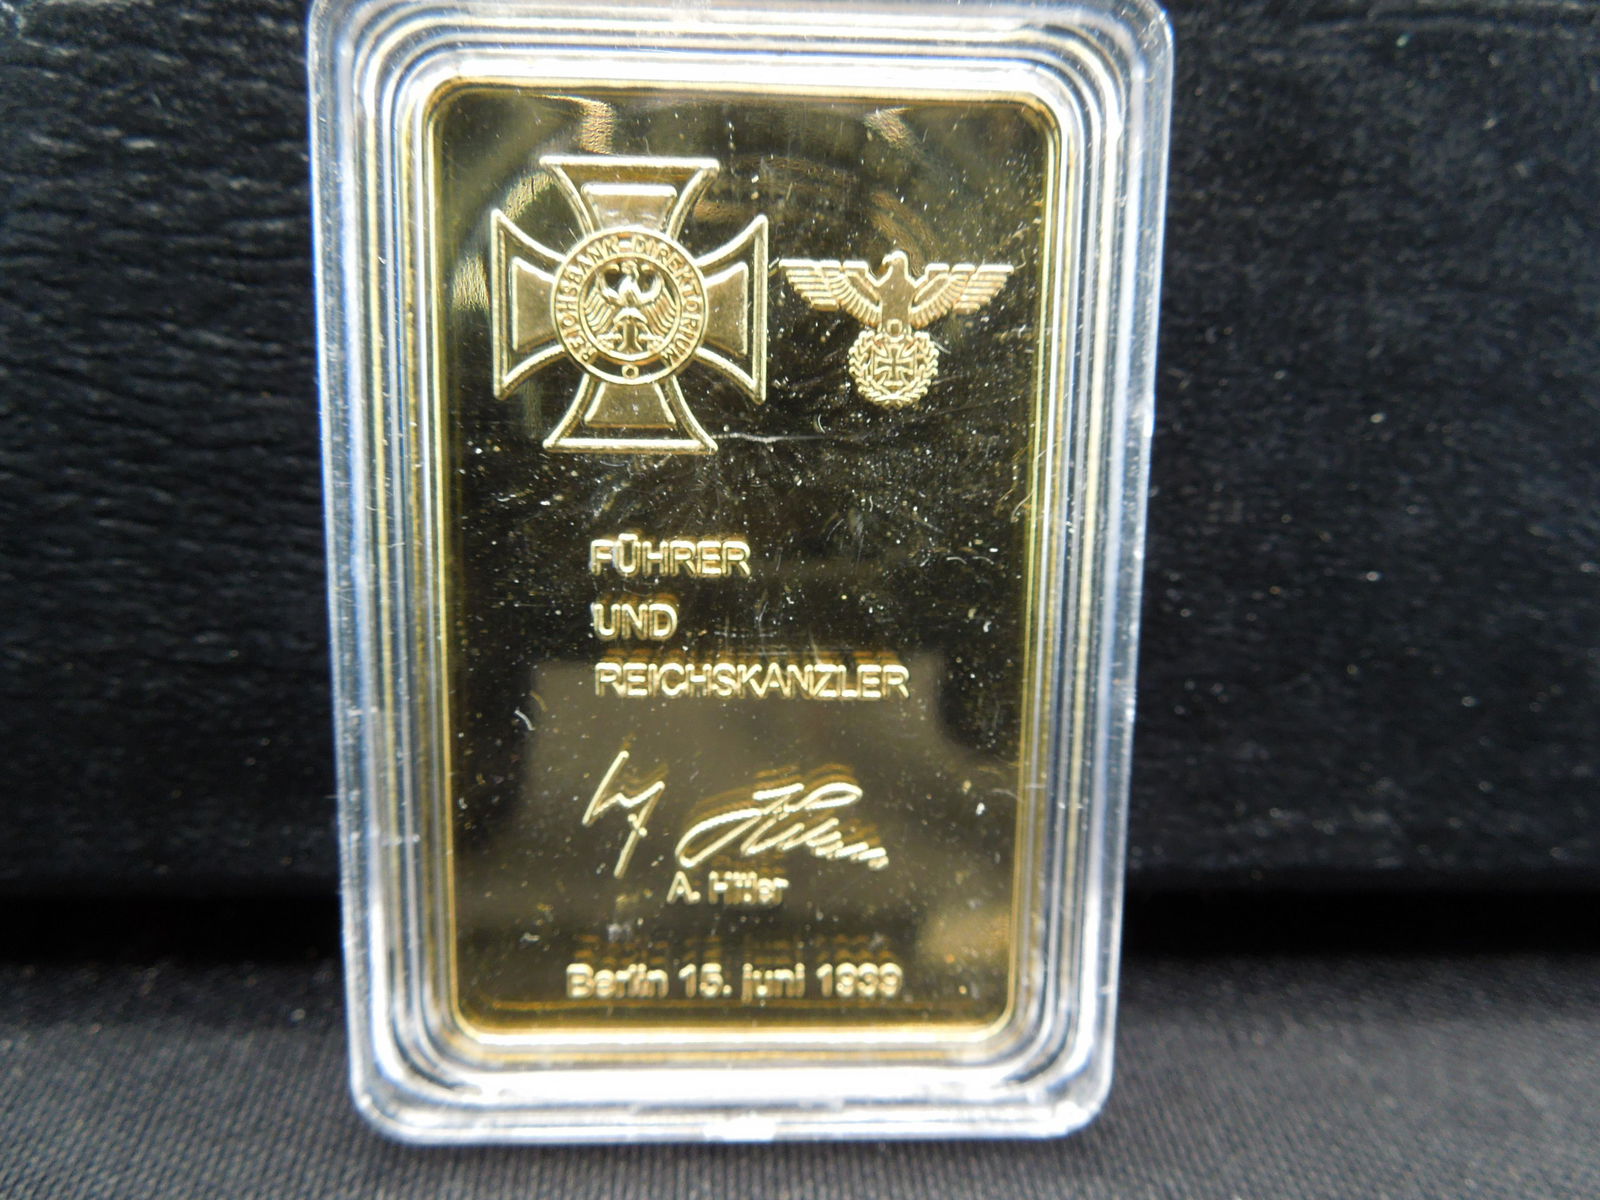 REICHSBANK-DIREKTORIUM
FÜHRER
UND
REICHSKANZLER
A. Hitler
Berlin 15. juni 1939